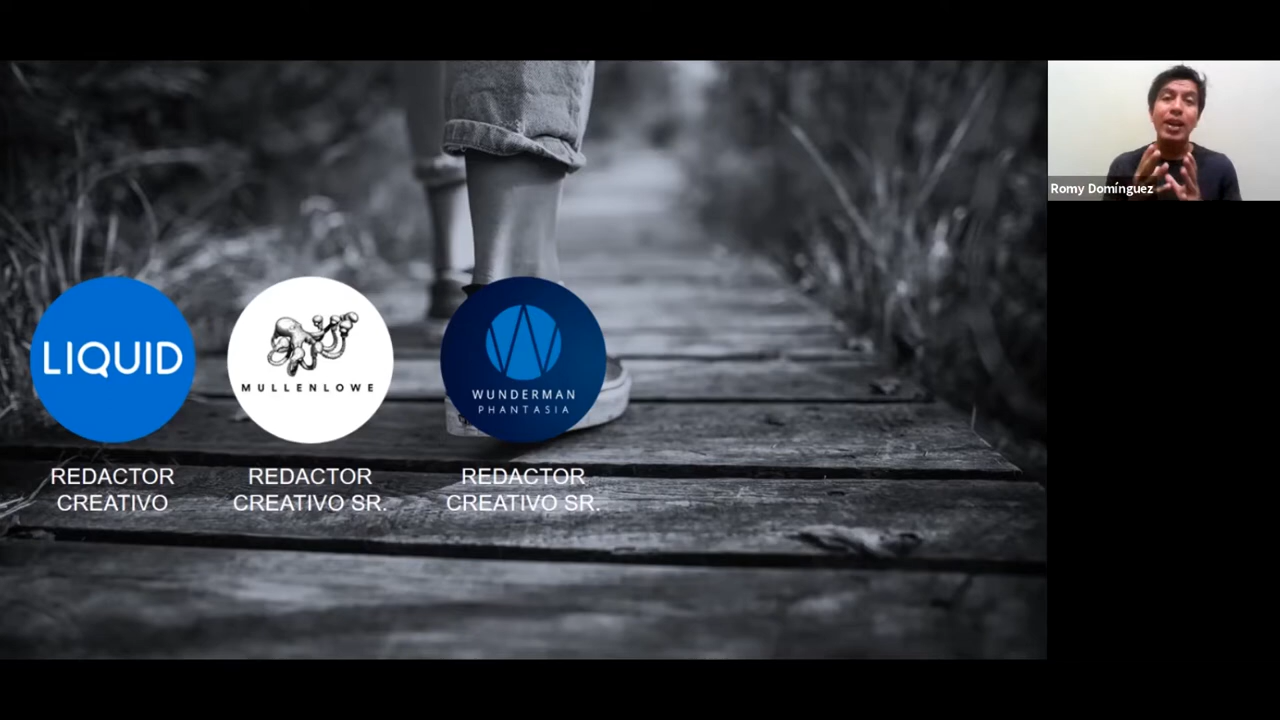 LIQUID
MULLENLOWE
WUNDERMAN
PHANTASIA
REDACTOR
CREATIVO
REDACTOR
CREATIVO SR.
REDACTOR
CREATIVO SR.
Romy Domínguez